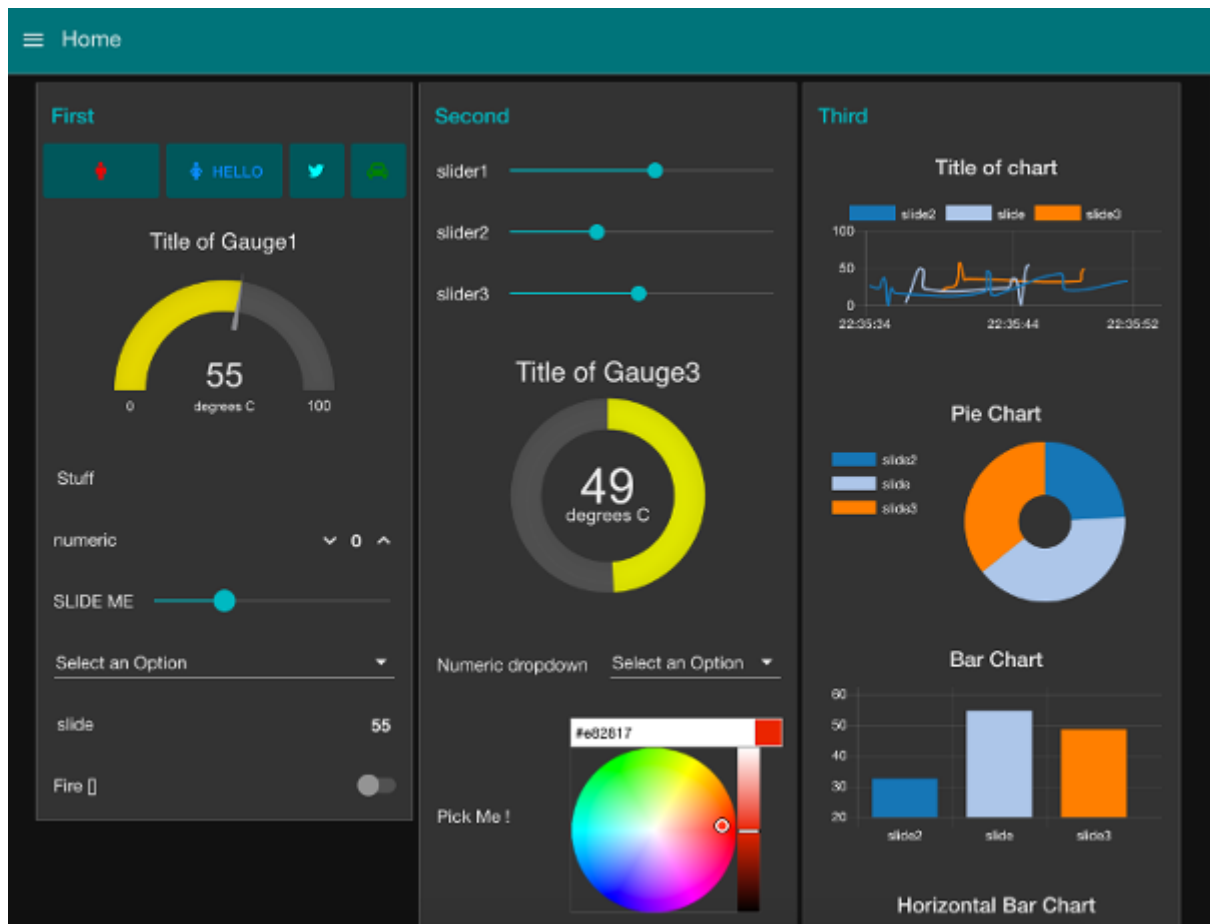 Home
First
HELLO
Title of Gauge1
55
0 degrees C 100
Stuff
numeric 0
SLIDE ME
Select an Option
slide 55
Fire []
Second
slider1
slider2
slider3
Title of Gauge3
49
degrees C
Numeric dropdown Select an Option
#e82817
Pick Me !
Third
Title of chart
slide2 slide slide3
100
50
0
22:35:34 22:35:44 22:35:52
Pie Chart
slide2
slide
slide3
Bar Chart
60
50
40
30
20
slide2 slide slide3
Horizontal Bar Chart